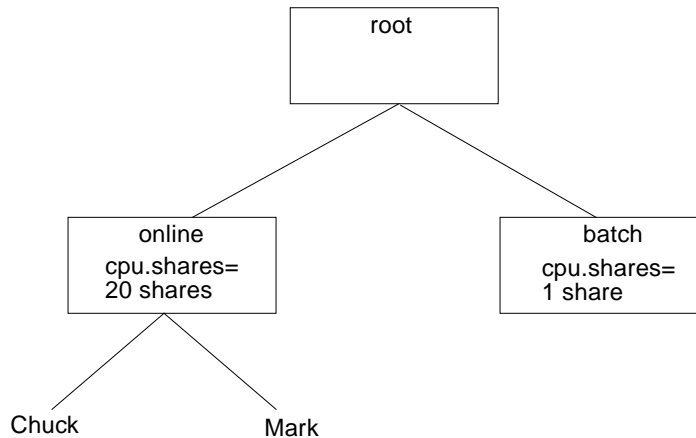 root
online
cpu.shares=
20 shares
batch
cpu.shares=
1 share
Chuck
Mark